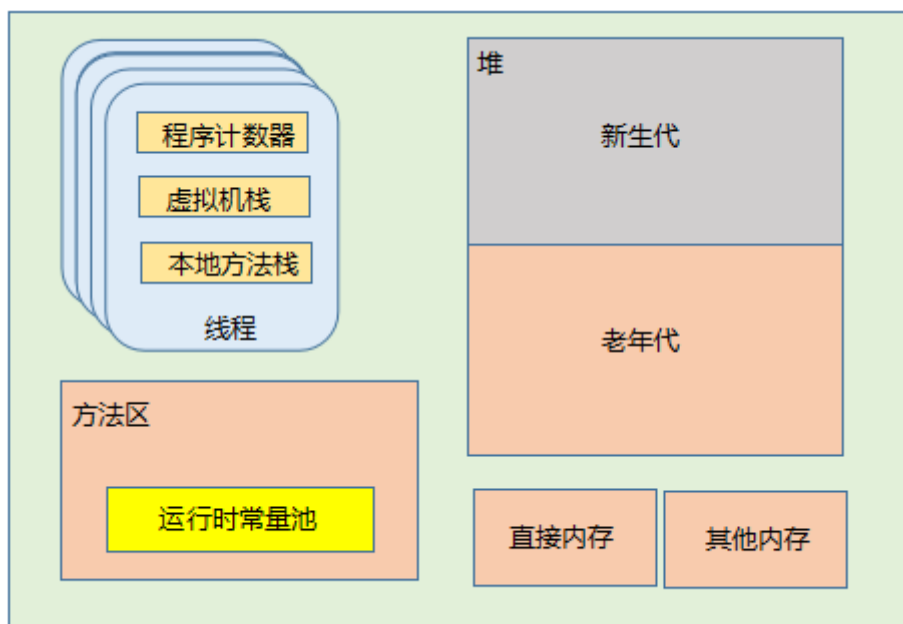 程序计数器
虚拟机栈
本地方法栈
线程
堆
新生代
老年代
方法区
运行时常量池
直接内存
其他内存